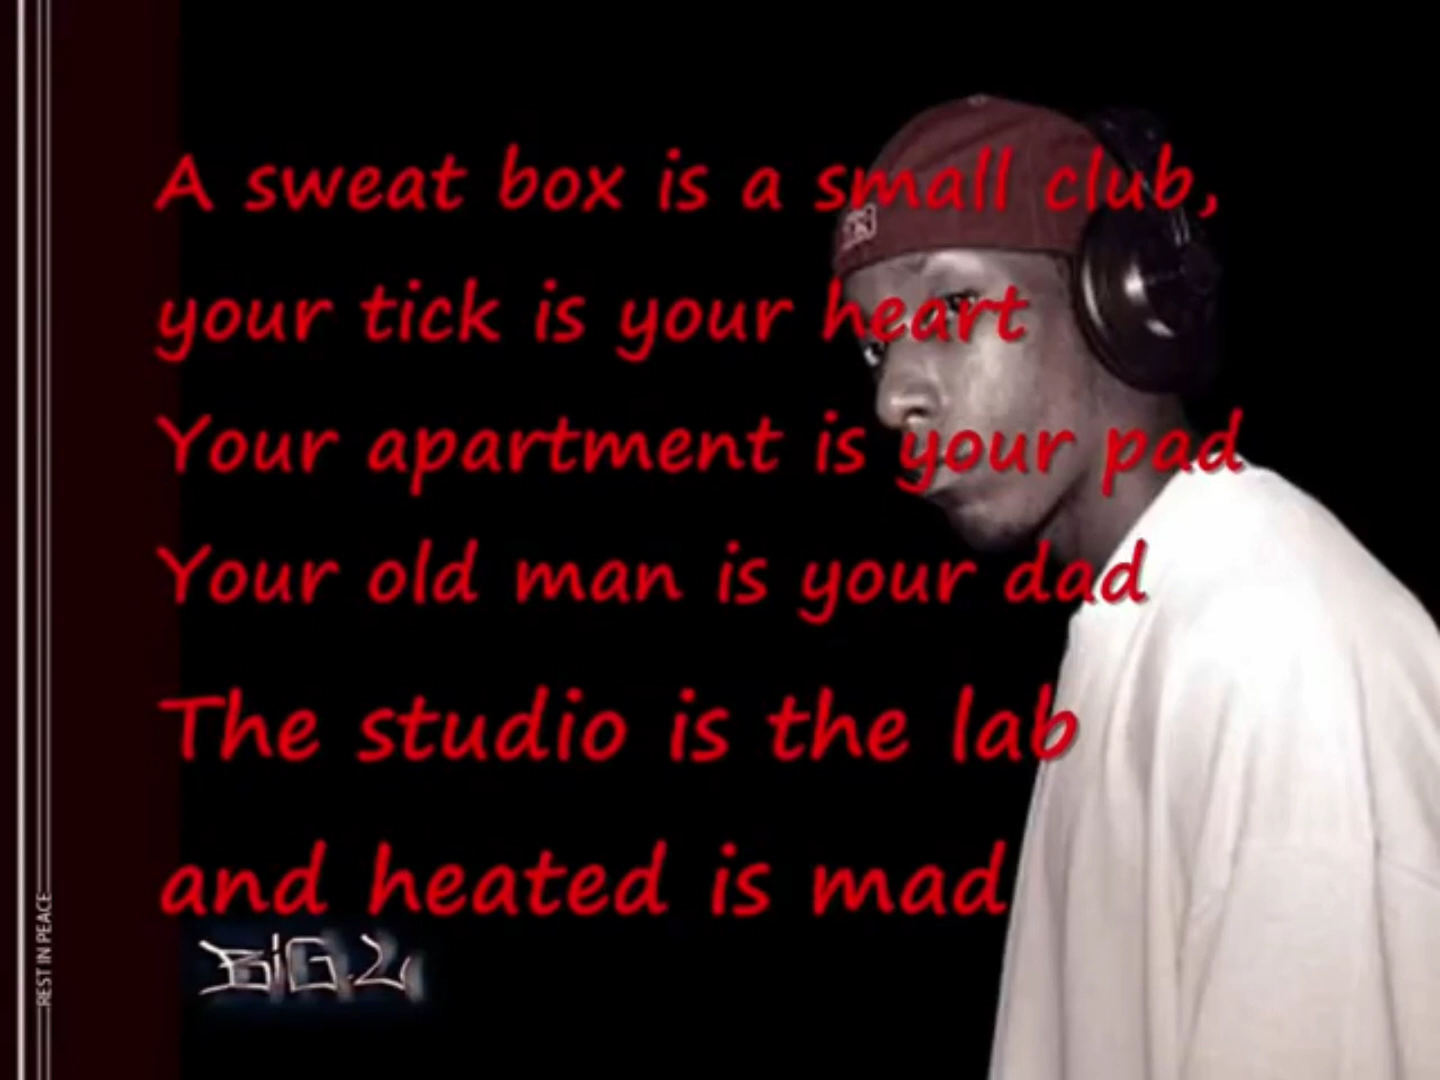 A sweat box is a small club,
your tick is your heart
Your apartment is your pad
Your old man is your dad
The studio is the lab
and heated is mad
BiG.L
REST IN PEACE